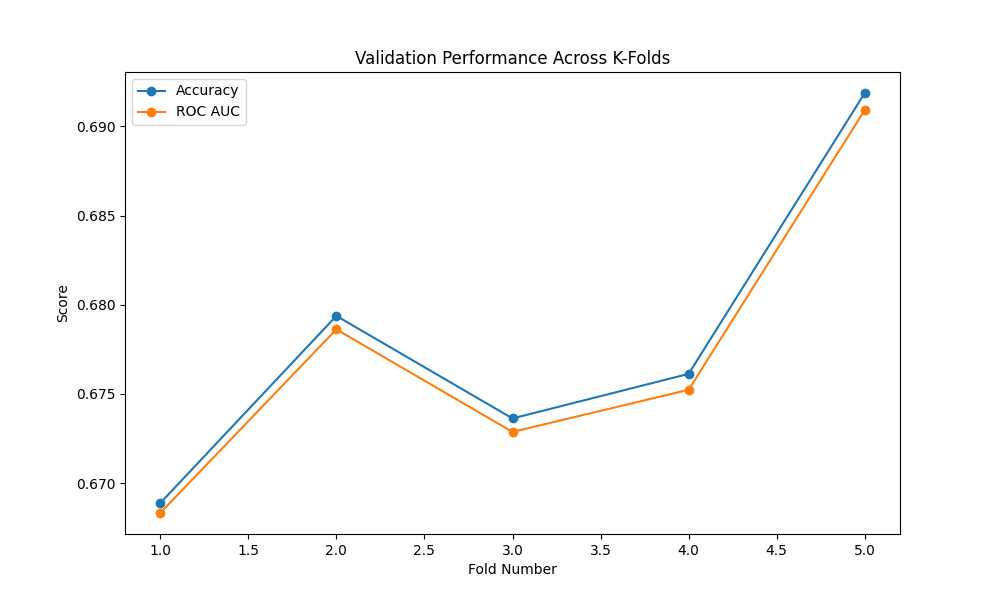 Validation Performance Across K-Folds
Accuracy
ROC AUC
0.690
0.685
0.680
0.675
0.670
Score
1.0 1.5 2.0 2.5 3.0 3.5 4.0 4.5 5.0
Fold Number